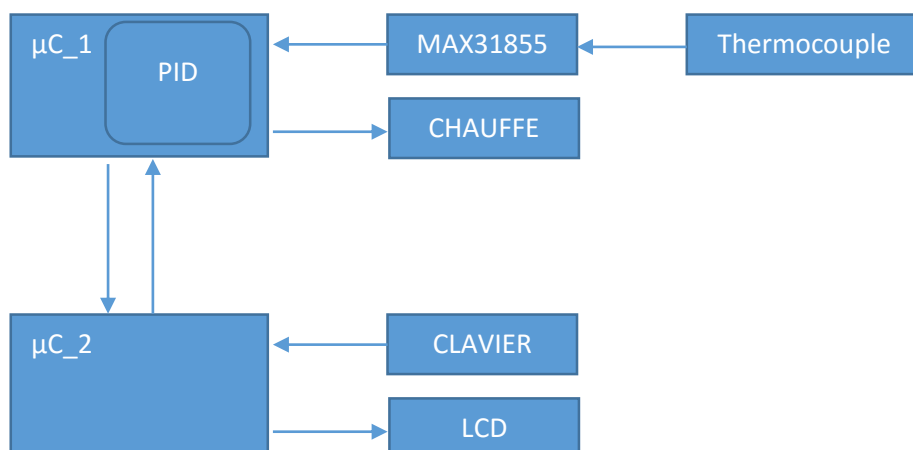 µC_1
PID
MAX31855
Thermocouple
CHAUFFE
µC_2
CLAVIER
LCD